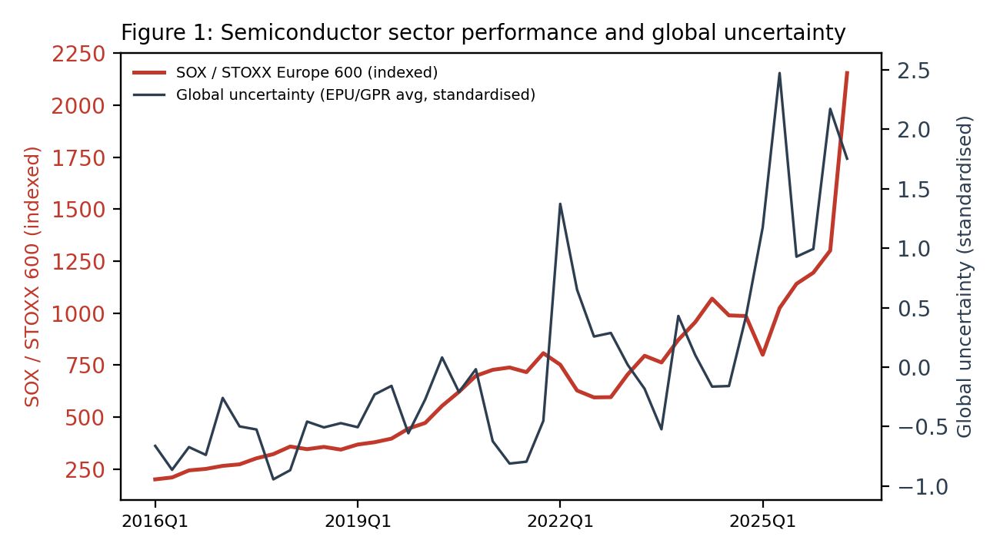 Figure 1: Semiconductor sector performance and global uncertainty
SOX / STOXX Europe 600 (indexed)
Global uncertainty (EPU/GPR avg, standardised)
SOX / STOXX 600 (indexed)
2250
2000
1750
1500
1250
1000
750
500
250
2.5
2.0
1.5
1.0
0.5
0.0
−0.5
−1.0
Global uncertainty (standardised)
2016Q1
2019Q1
2022Q1
2025Q1